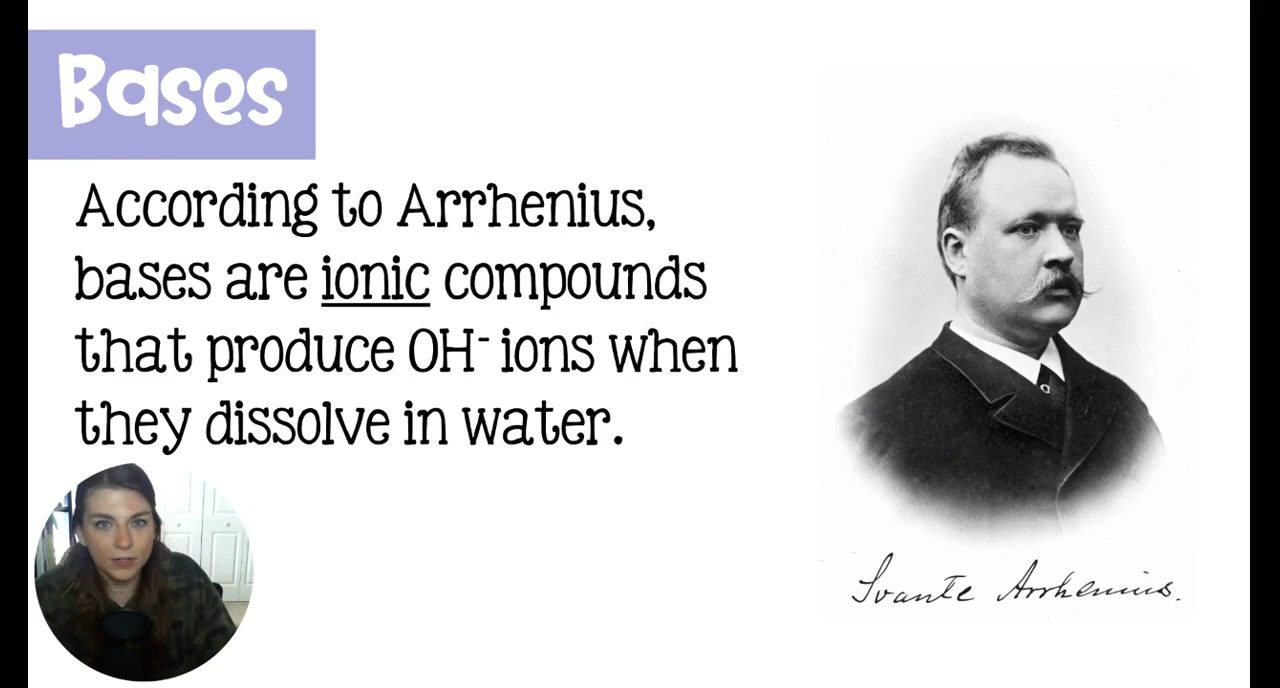 Bases
According to Arrhenius,
bases are ionic compounds
that produce OH⁻ ions when
they dissolve in water.
Svante Arrhenius.